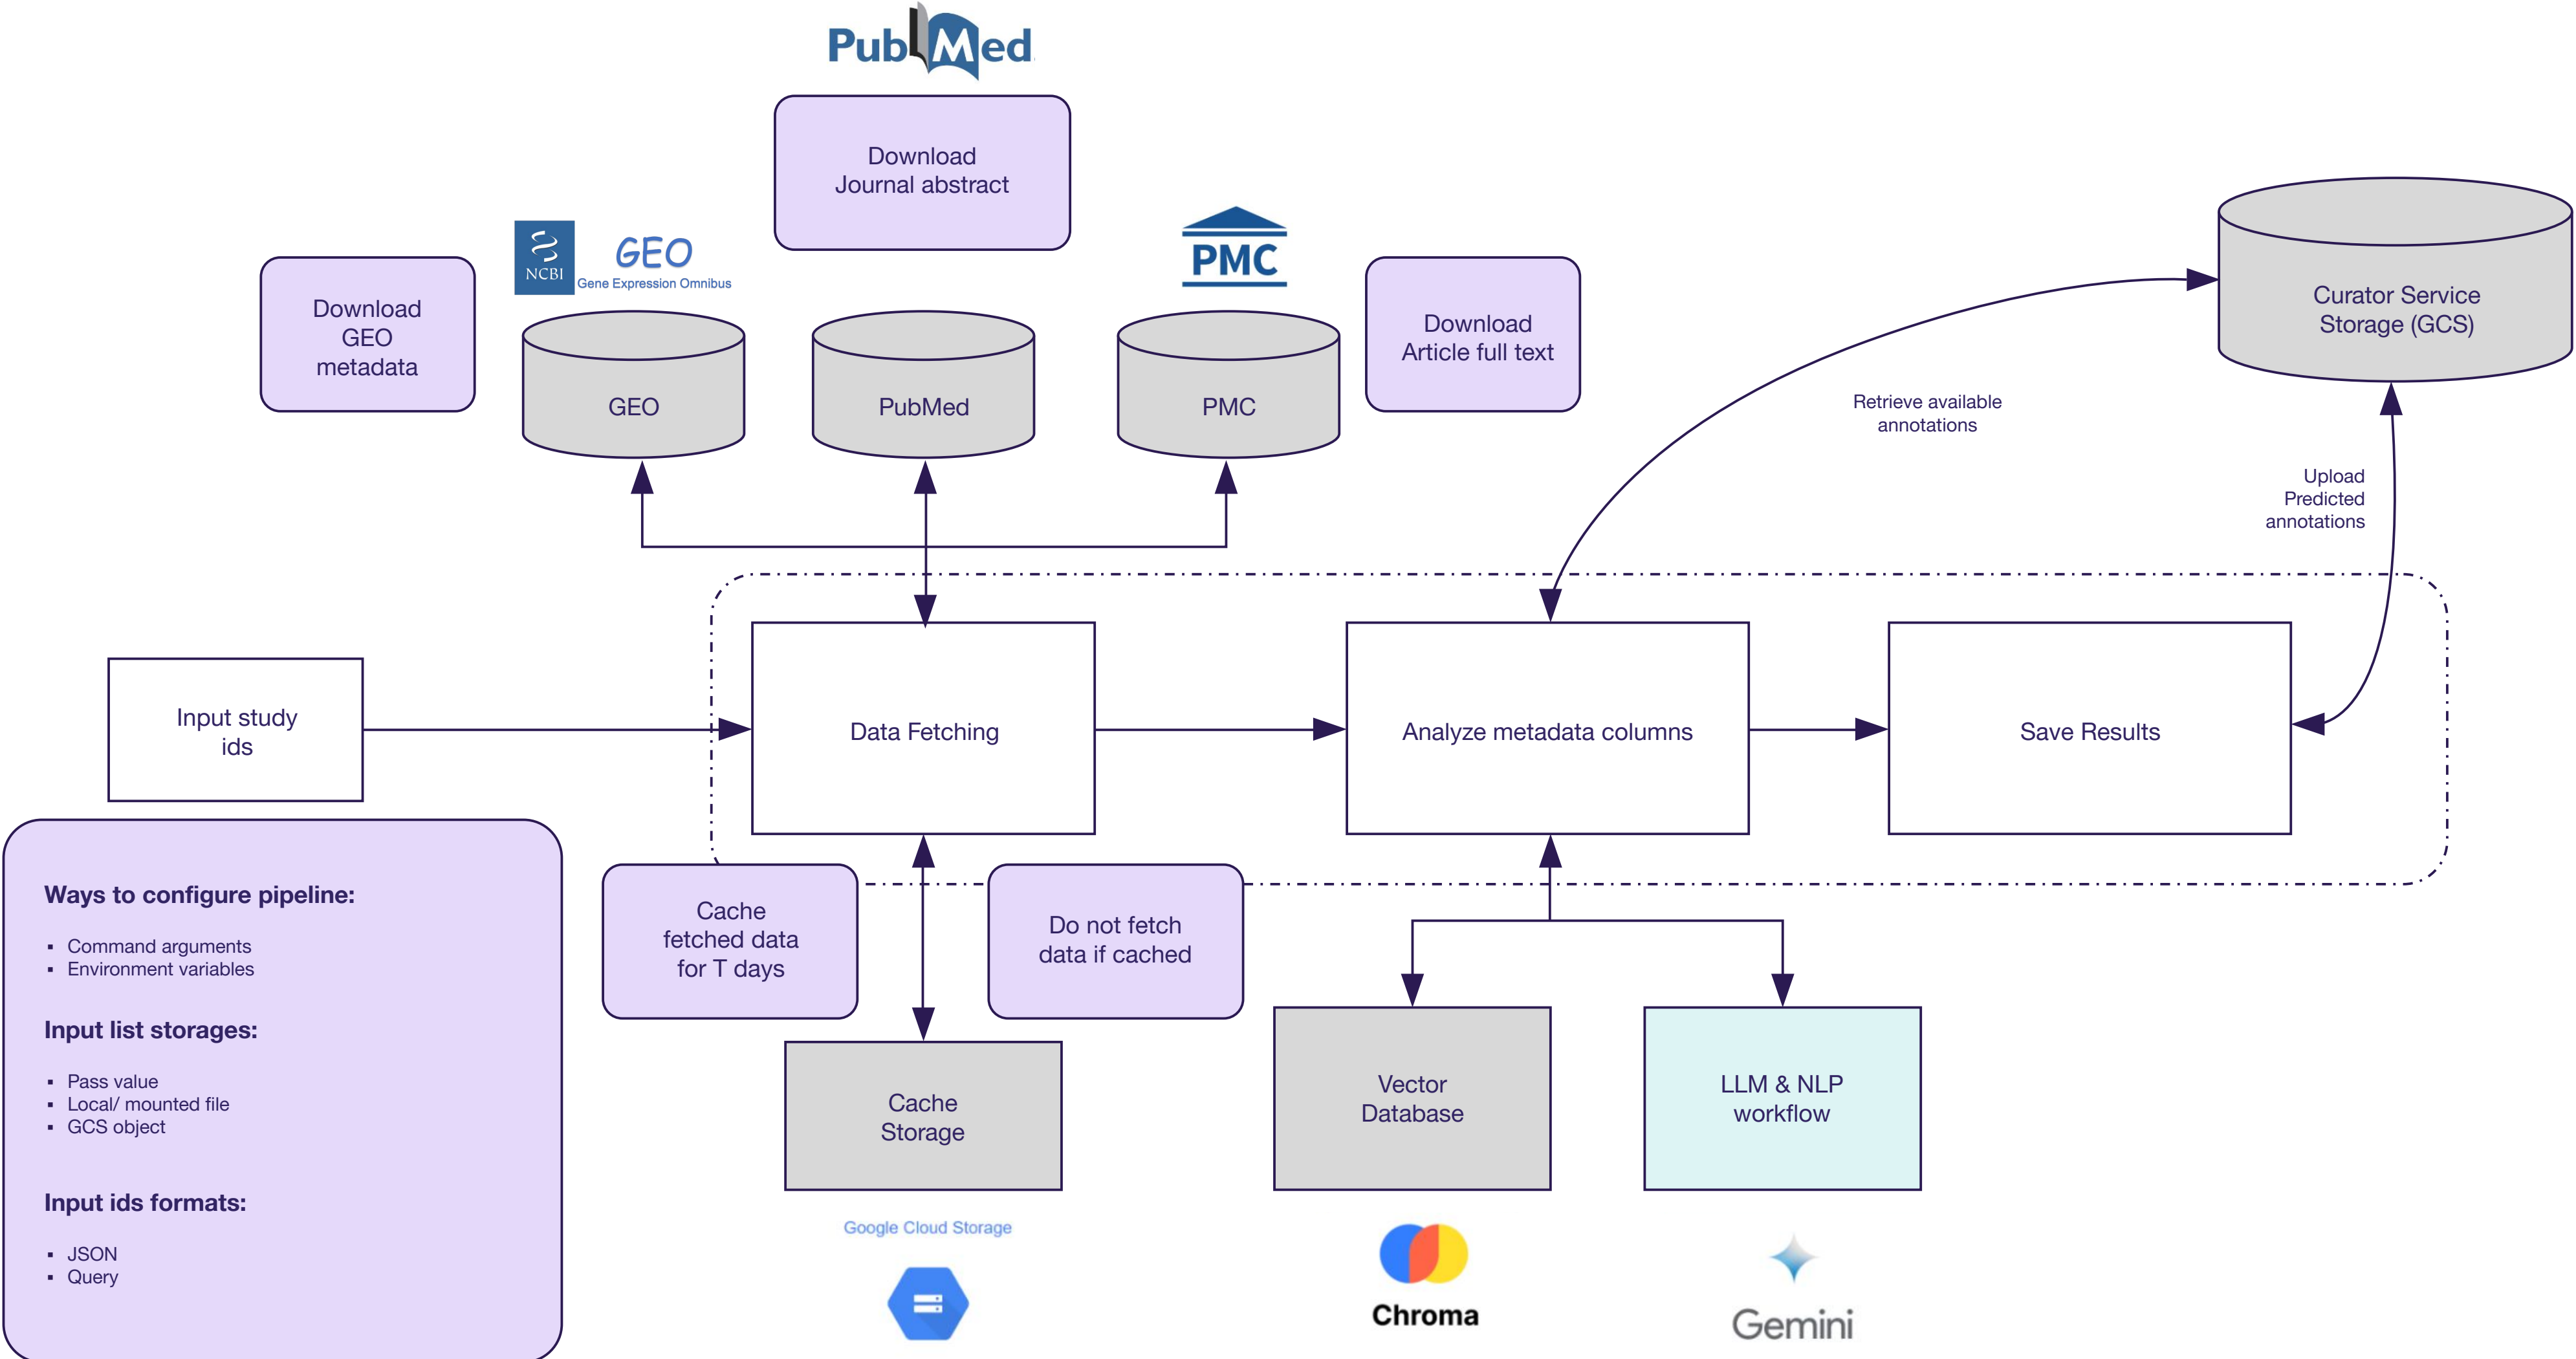 PubMed
Download
Journal abstract
NCBI
GEO
Gene Expression Omnibus
PMC
Download
GEO
metadata
Download
Article full text
GEO
PubMed
PMC
Curator Service
Storage (GCS)
Retrieve available
annotations
Upload
Predicted
annotations
Input study
ids
Data Fetching
Analyze metadata columns
Save Results
Ways to configure pipeline:
▪ Command arguments
▪ Environment variables
Input list storages:
▪ Pass value
▪ Local/ mounted file
▪ GCS object
Input ids formats:
▪ JSON
▪ Query
Cache
fetched data
for T days
Do not fetch
data if cached
Cache
Storage
Vector
Database
LLM & NLP
workflow
Google Cloud Storage
Chroma
Gemini